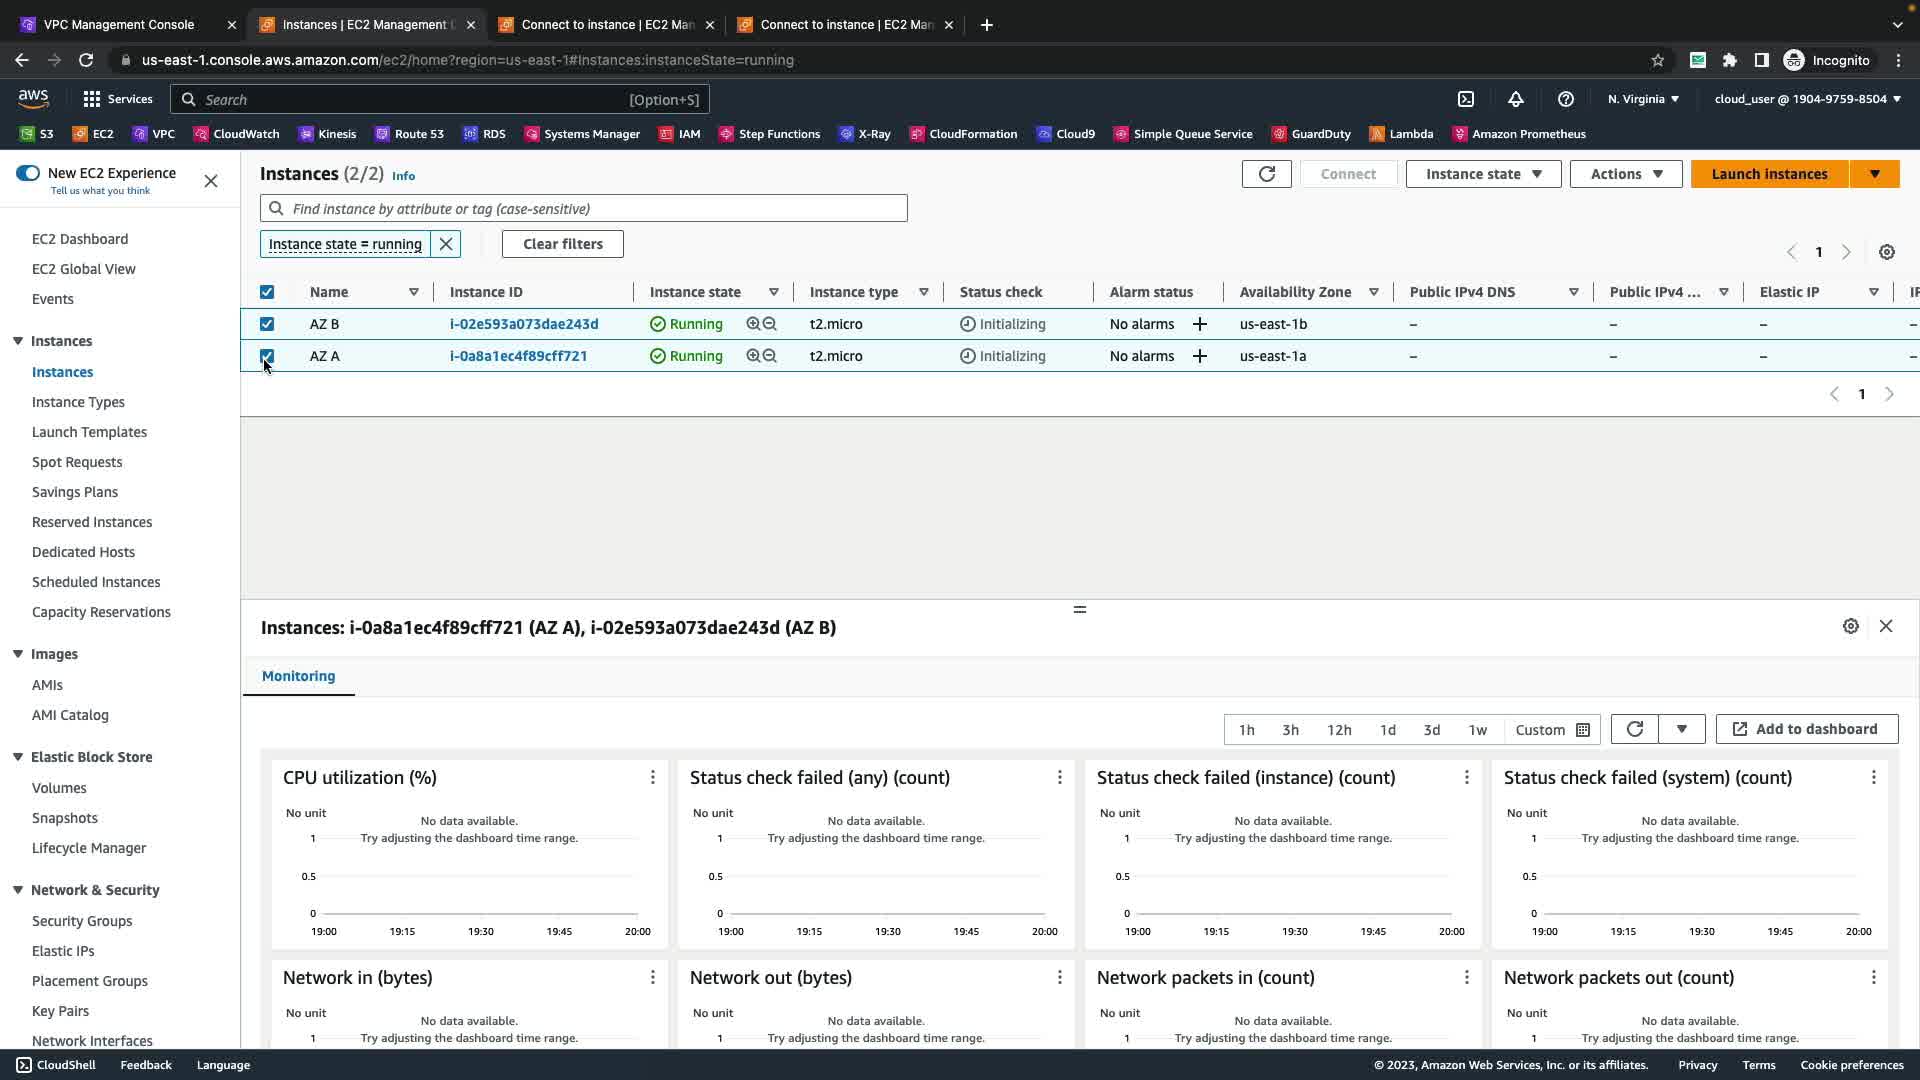 VPC Management Console
Instances | EC2 Management C
Connect to instance | EC2 Man
Connect to instance | EC2 Man
us-east-1.console.aws.amazon.com/ec2/home?region=us-east-1#Instances:instanceState=running
Incognito
aws
Services
Search
[Option+S]
N. Virginia
cloud_user @ 1904-9759-8504
S3
EC2
VPC
CloudWatch
Kinesis
Route 53
RDS
Systems Manager
IAM
Step Functions
X-Ray
CloudFormation
Cloud9
Simple Queue Service
GuardDuty
Lambda
Amazon Prometheus
New EC2 Experience
Tell us what you think
EC2 Dashboard
EC2 Global View
Events
Instances
Instances
Instance Types
Launch Templates
Spot Requests
Savings Plans
Reserved Instances
Dedicated Hosts
Scheduled Instances
Capacity Reservations
Images
AMIs
AMI Catalog
Elastic Block Store
Volumes
Snapshots
Lifecycle Manager
Network & Security
Security Groups
Elastic IPs
Placement Groups
Key Pairs
Network Interfaces
Instances (2/2) Info
Connect
Instance state
Actions
Launch instances
Find instance by attribute or tag (case-sensitive)
Instance state = running
Clear filters
1
Name Instance ID Instance state Instance type Status check Alarm status Availability Zone Public IPv4 DNS Public IPv4 ... Elastic IP IP
AZ B i-02e593a073dae243d Running t2.micro Initializing No alarms + us-east-1b – – – –
AZ A i-0a8a1ec4f89cff721 Running t2.micro Initializing No alarms + us-east-1a – – – –
1
Instances: i-0a8a1ec4f89cff721 (AZ A), i-02e593a073dae243d (AZ B)
Monitoring
1h 3h 12h 1d 3d 1w Custom
Add to dashboard
CPU utilization (%)
No unit
No data available.
Try adjusting the dashboard time range.
1
0.5
0
19:00 19:15 19:30 19:45 20:00
Status check failed (any) (count)
No unit
No data available.
Try adjusting the dashboard time range.
1
0.5
0
19:00 19:15 19:30 19:45 20:00
Status check failed (instance) (count)
No unit
No data available.
Try adjusting the dashboard time range.
1
0.5
0
19:00 19:15 19:30 19:45 20:00
Status check failed (system) (count)
No unit
No data available.
Try adjusting the dashboard time range.
1
0.5
0
19:00 19:15 19:30 19:45 20:00
Network in (bytes)
No unit
No data available.
Try adjusting the dashboard time range.
1
Network out (bytes)
No unit
No data available.
Try adjusting the dashboard time range.
1
Network packets in (count)
No unit
No data available.
Try adjusting the dashboard time range.
1
Network packets out (count)
No unit
No data available.
Try adjusting the dashboard time range.
1
CloudShell
Feedback
Language
© 2023, Amazon Web Services, Inc. or its affiliates.
Privacy
Terms
Cookie preferences